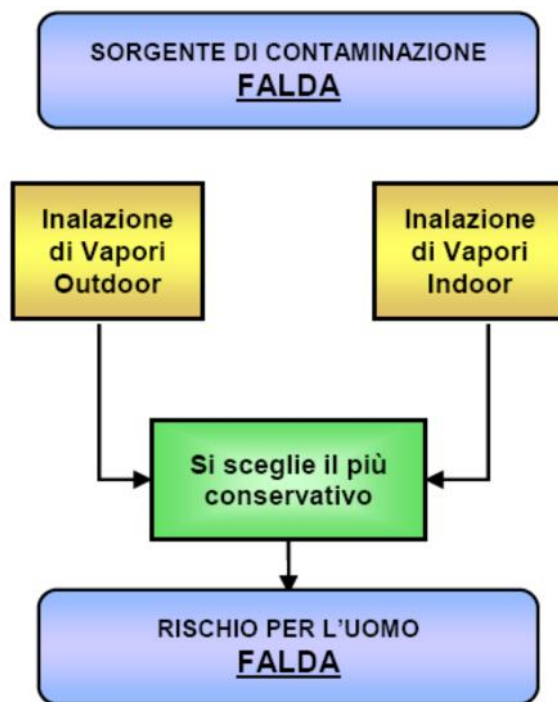 SORGENTE DI CONTAMINAZIONE
FALDA
Inalazione
di Vapori
Outdoor
Inalazione
di Vapori
Indoor
Si sceglie il più
conservativo
RISCHIO PER L'UOMO
FALDA